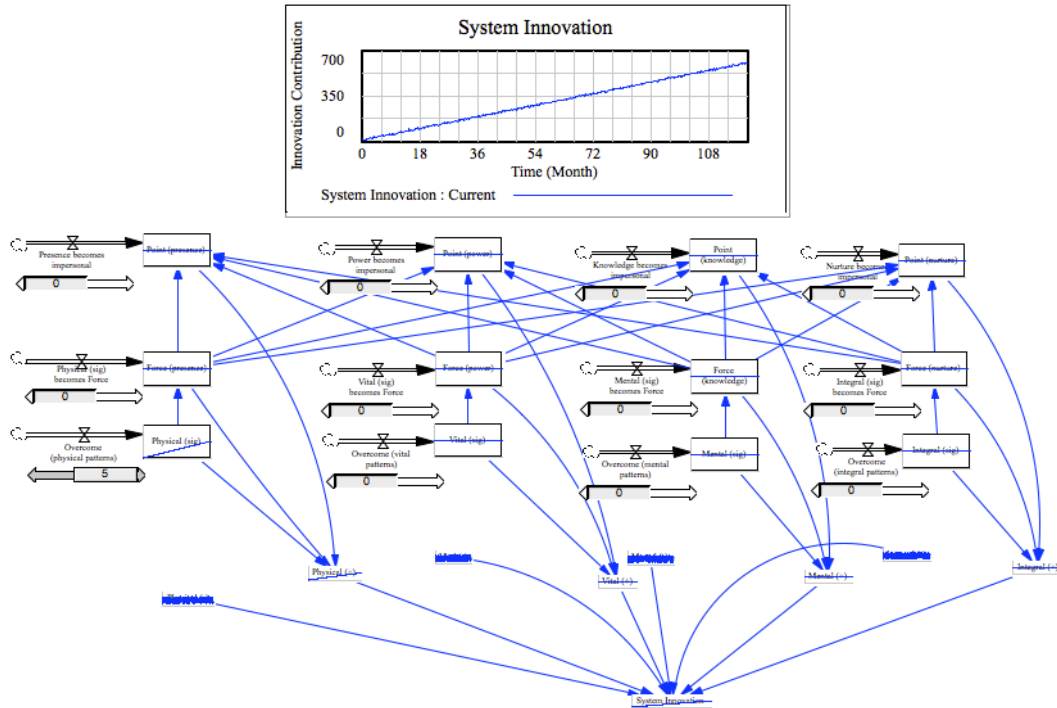 System Innovation
Innovation Contribution
700
350
0
0 18 36 54 72 90 108
Time (Month)
System Innovation : Current
Presence becomes
impersonal
0
Point (presence)
Power becomes
impersonal
0
Point (power)
Knowledge becomes
impersonal
0
Point
(knowledge)
Nurture becomes
impersonal
0
Point (nurture)
Physical (sig)
becomes Force
0
Force (presence)
Vital (sig)
becomes Force
0
Force (power)
Mental (sig)
becomes Force
0
Force
(knowledge)
Integral (sig)
becomes Force
0
Force (nurture)
Overcome
(physical patterns)
5
Physical (sig)
Overcome (vital
patterns)
0
Vital (sig)
Overcome (mental
patterns)
0
Mental (sig)
Overcome
(integral patterns)
0
Integral (sig)
Physical (+)
Vital (+)
Mental (+)
Integral (+)
System Innovation